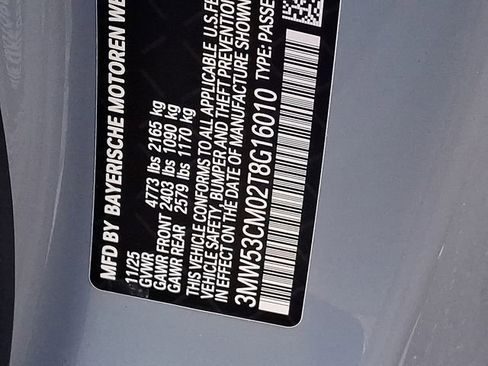 MFD BY BAYERISCHE MOTOREN WE
11/25
GVWR 4773 lbs 2165 kg
GAWR FRONT 2403 lbs 1090 kg
GAWR REAR 2579 lbs 1170 kg
THIS VEHICLE CONFORMS TO ALL APPLICABLE U.S.FE
VEHICLE SAFETY, BUMPER AND THEFT PREVENTION
IN EFFECT ON THE DATE OF MANUFACTURE SHOWN
3MW53CM02T8G16010 TYPE: PASSE